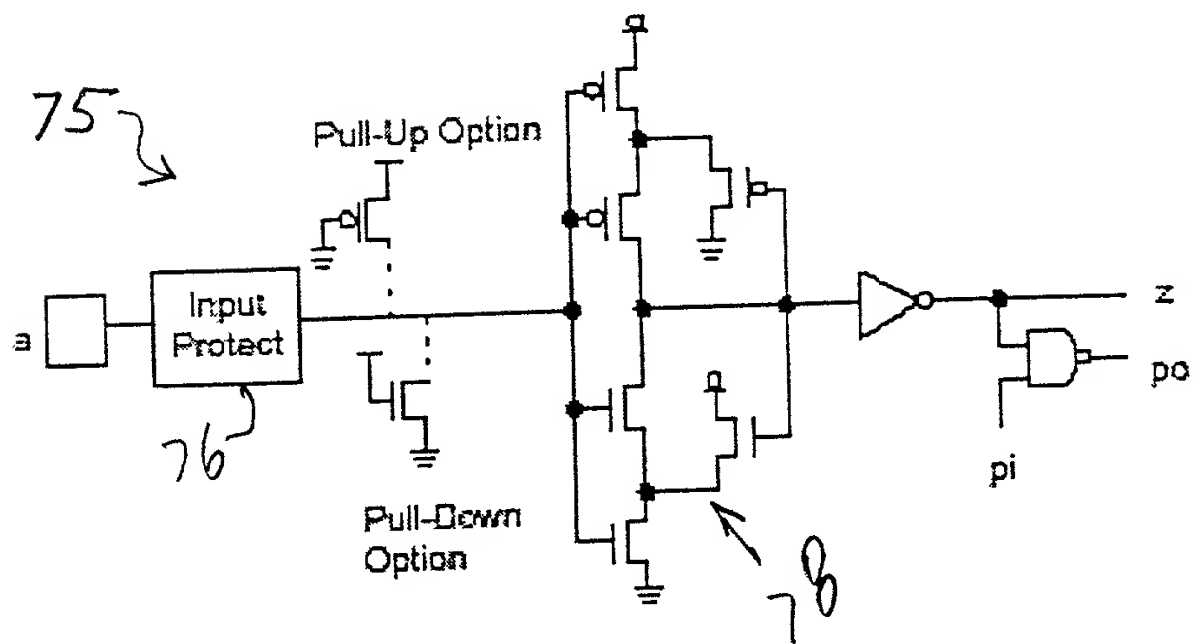 75
Pull-Up Option
a
Input
Protect
76
Pull-Down
Option
z
po
pi
78